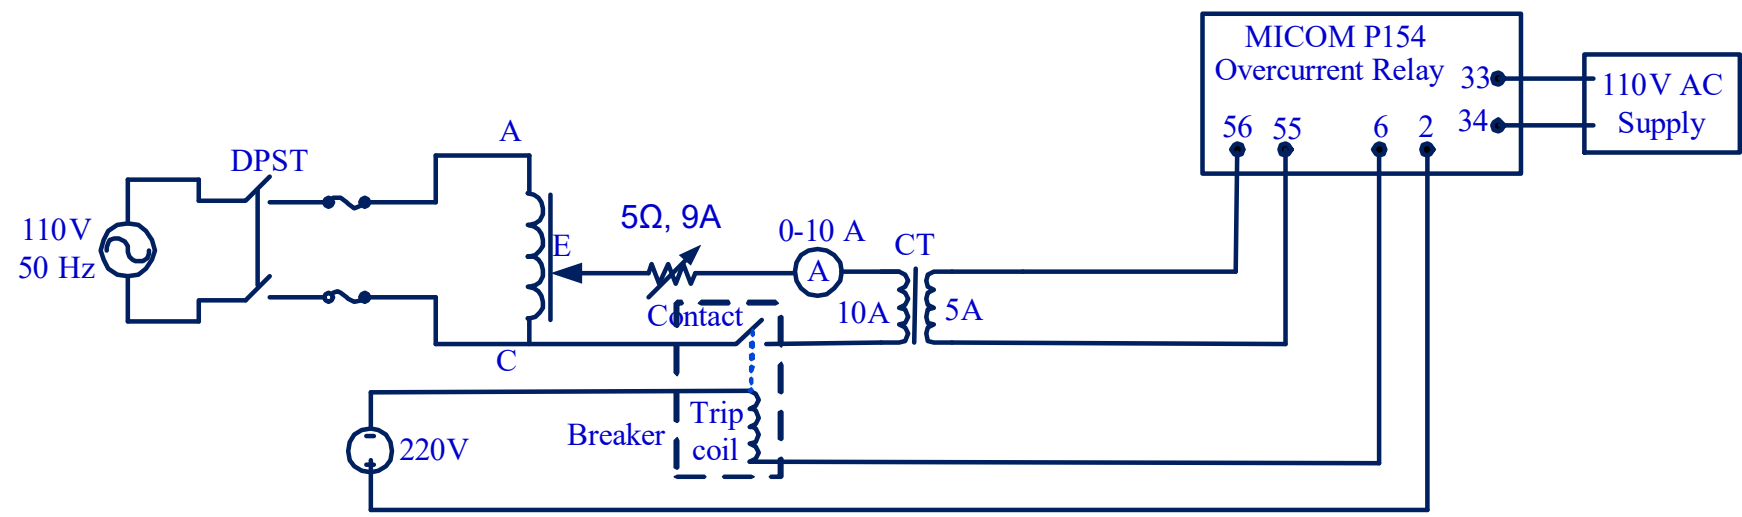 MICOM P154
Overcurrent Relay
33
34
56
55
6
2
110V AC
Supply
A
DPST
110V
50 Hz
E
5Ω, 9A
0-10 A
A
CT
10A
5A
Contact
C
Trip
coil
Breaker
220V